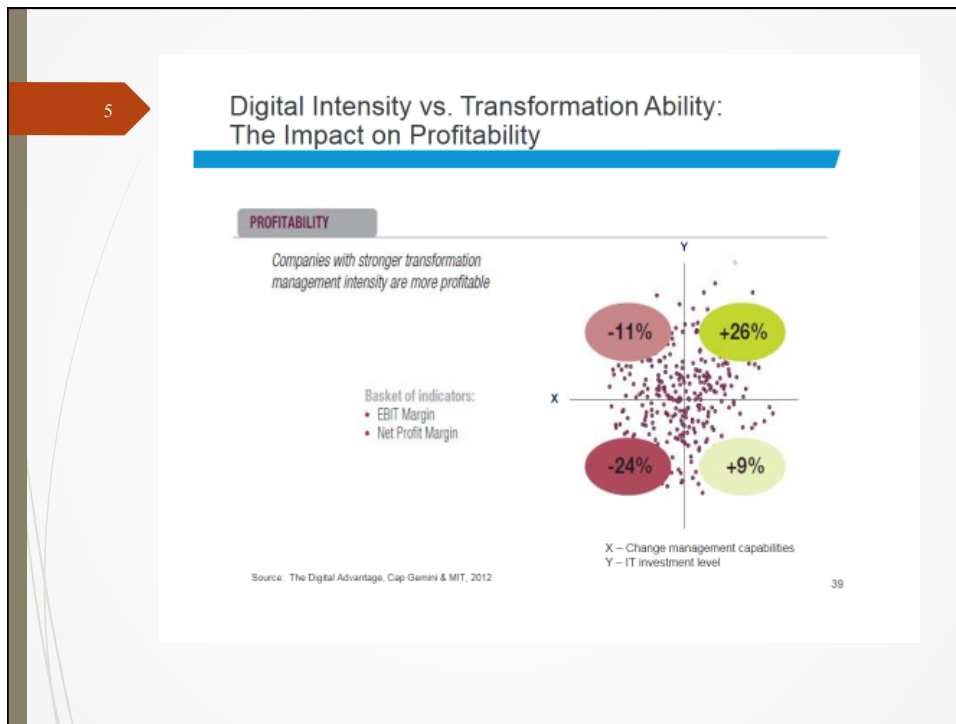 5
Digital Intensity vs. Transformation Ability:
The Impact on Profitability
PROFITABILITY
Companies with stronger transformation
management intensity are more profitable
Basket of indicators:
• EBIT Margin
• Net Profit Margin
Y
-11%
+26%
X
-24%
+9%
X – Change management capabilities
Y – IT investment level
Source: The Digital Advantage, Cap Gemini & MIT, 2012
39